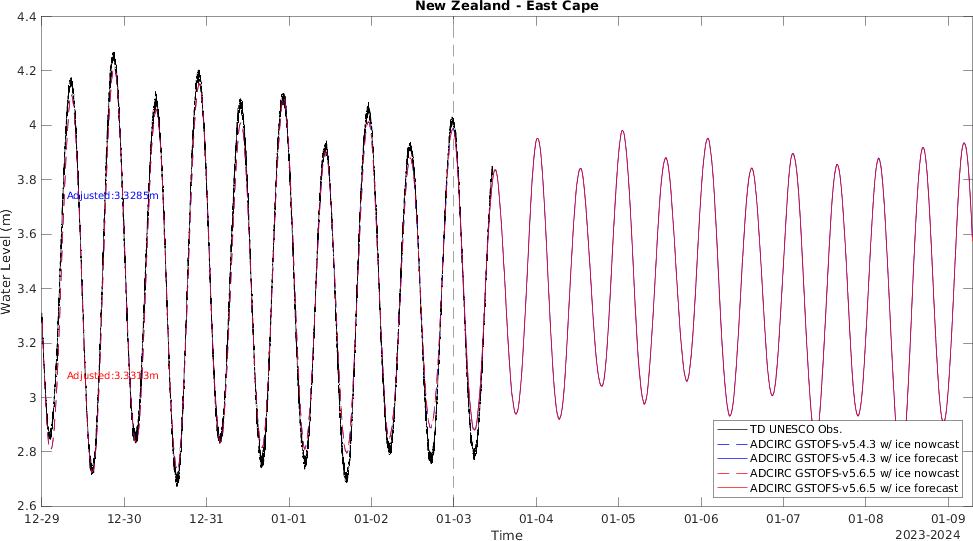 New Zealand - East Cape
4.4
4.2
4
3.8
3.6
3.4
3.2
3
2.8
2.6
Water Level (m)
Adjusted:3.3285m
Adjusted:3.3313m
TD UNESCO Obs.
ADCIRC GSTOFS-v5.4.3 w/ ice nowcast
ADCIRC GSTOFS-v5.4.3 w/ ice forecast
ADCIRC GSTOFS-v5.6.5 w/ ice nowcast
ADCIRC GSTOFS-v5.6.5 w/ ice forecast
12-29 12-30 12-31 01-01 01-02 01-03 01-04 01-05 01-06 01-07 01-08 01-09
Time
2023-2024